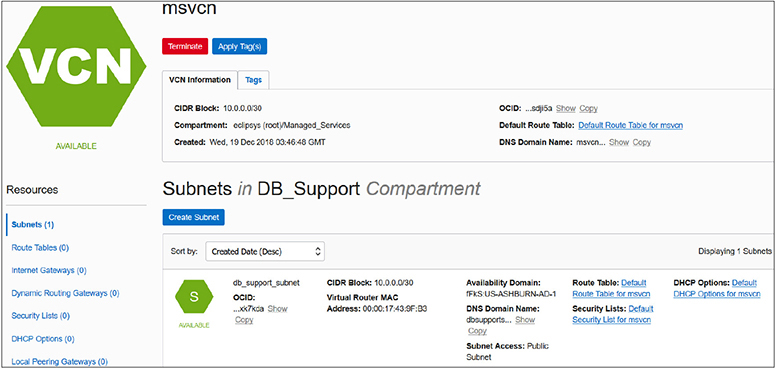 msvcn
VCN
AVAILABLE
Terminate Apply Tag(s)
VCN Information Tags
CIDR Block: 10.0.0.0/30
Compartment: eclipsys (root)/Managed_Services
Created: Wed, 19 Dec 2018 03:46:48 GMT
OCID: ...sdji5a Show Copy
Default Route Table: Default Route Table for msvcn
DNS Domain Name: msvcn... Show Copy
Resources
Subnets (1)
Route Tables (0)
Internet Gateways (0)
Dynamic Routing Gateways (0)
Security Lists (0)
DHCP Options (0)
Local Peering Gateways (0)
Subnets in DB_Support Compartment
Create Subnet
Sort by: Created Date (Desc)
Displaying 1 Subnets
S
AVAILABLE
db_support_subnet
OCID:
...xx7kda Show
Copy
CIDR Block: 10.0.0.0/30
Virtual Router MAC
Address: 00:00:17:43:9F:B3
Availability Domain:
fFkS:US-ASHBURN-AD-1
DNS Domain Name:
dbsupports... Show
Copy
Subnet Access: Public
Subnet
Route Table: Default
Route Table for msvcn
Security Lists: Default
Security List for msvcn
DHCP Options: Default
DHCP Options for msvcn